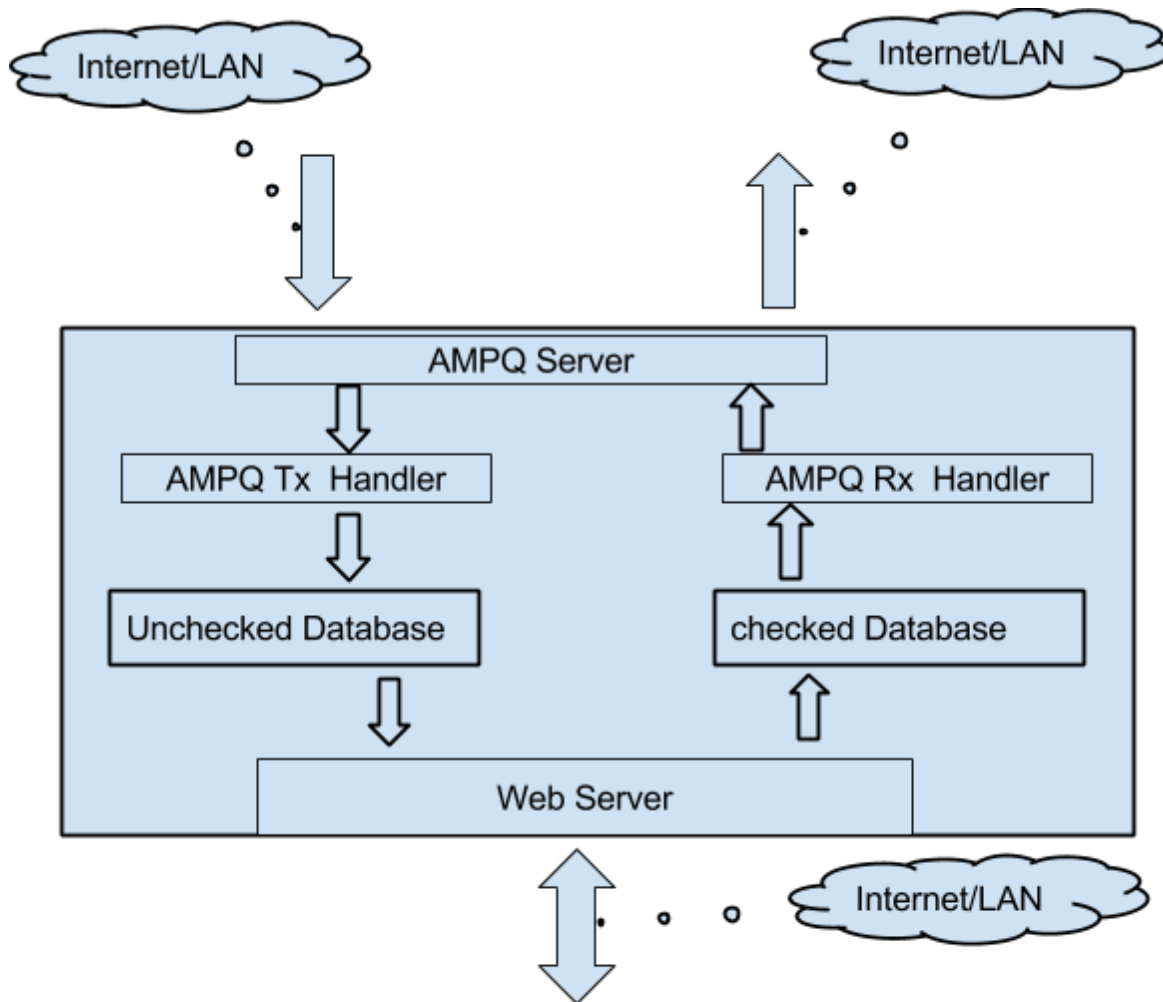 Internet/LAN
Internet/LAN
AMPQ Server
AMPQ Tx Handler
AMPQ Rx Handler
Unchecked Database
checked Database
Web Server
Internet/LAN